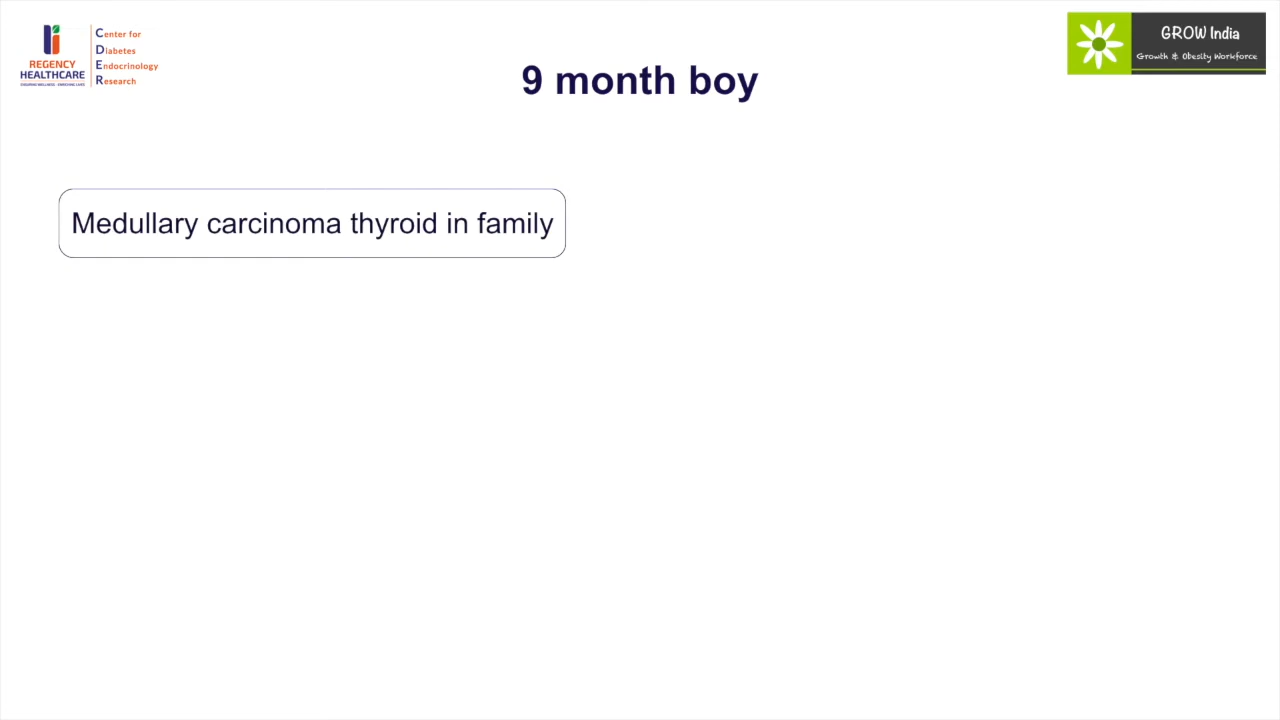 REGENCY
HEALTHCARE
Center for
Diabetes
Endocrinology
Research
9 month boy
GROW India
Growth & Obesity Workforce
Medullary carcinoma thyroid in family